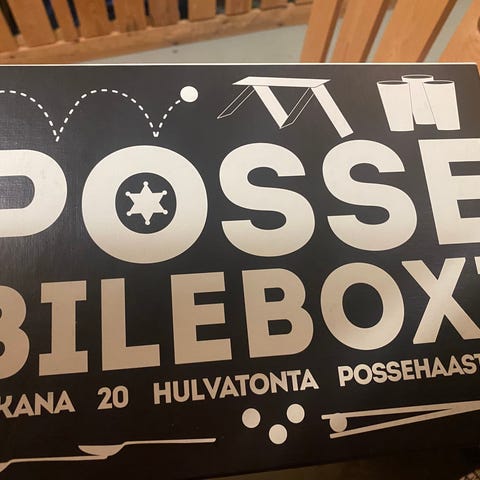 POSSE
BILEBOX
KANA 20 HULVATONTA POSSEHAAST